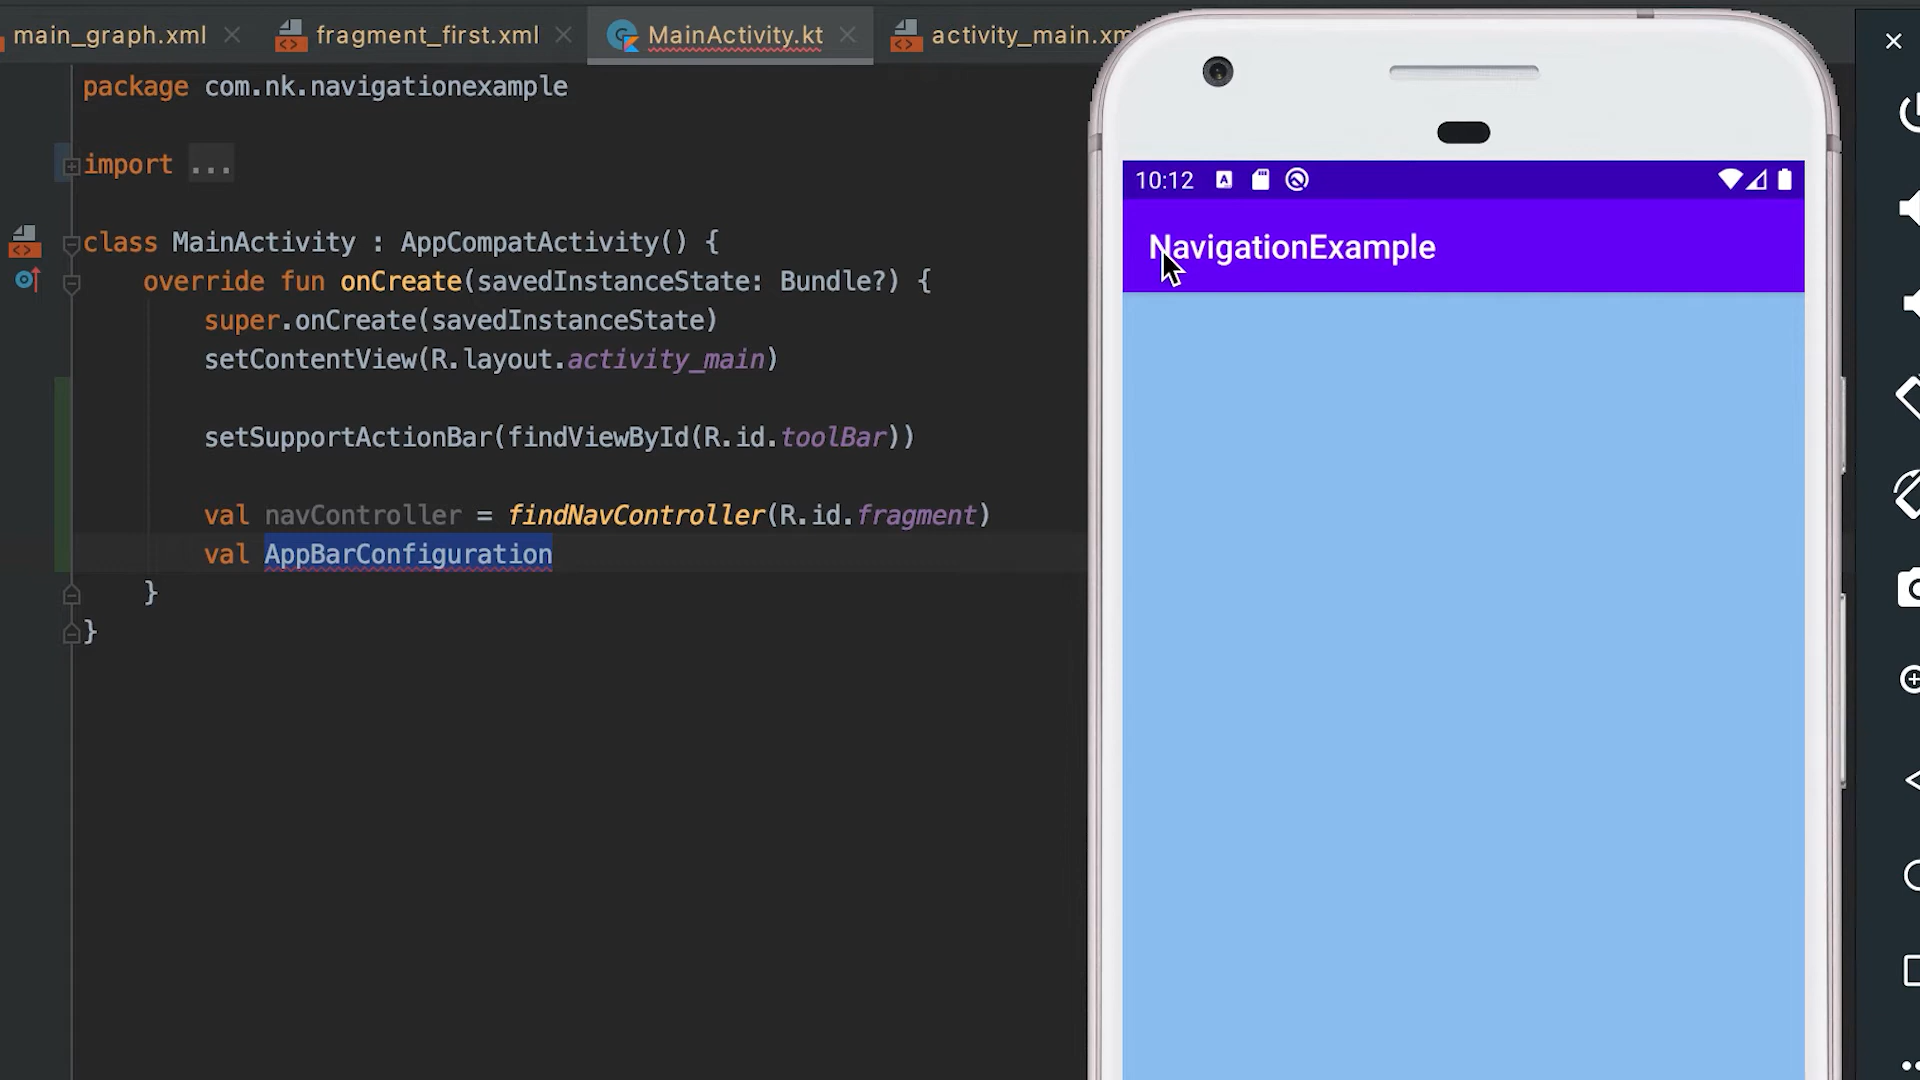 main_graph.xml
fragment_first.xml
MainActivity.kt
activity_main.xm
package com.nk.navigationexample
import ...
class MainActivity : AppCompatActivity() {
override fun onCreate(savedInstanceState: Bundle?) {
super.onCreate(savedInstanceState)
setContentView(R.layout.activity_main)
setSupportActionBar(findViewById(R.id.toolBar))
val navController = findNavController(R.id.fragment)
val AppBarConfiguration
}
}
10:12
NavigationExample